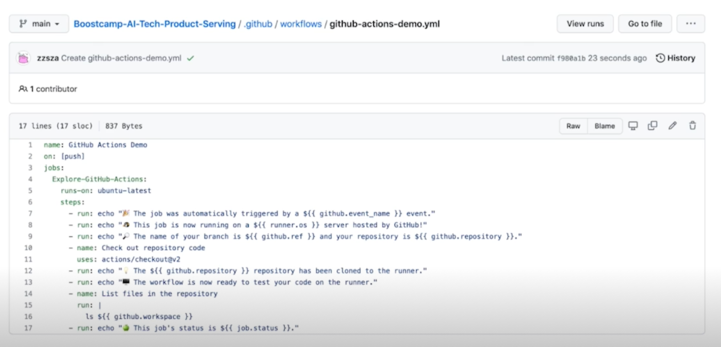 main
Boostcamp-AI-Tech-Product-Serving / .github / workflows / github-actions-demo.yml
View runs
Go to file
...
zzsza Create github-actions-demo.yml ✓
Latest commit f980a1b 23 seconds ago
History
1 contributor
17 lines (17 sloc) 837 Bytes
Raw
Blame
1 name: GitHub Actions Demo
2 on: [push]
3 jobs:
4 Explore-GitHub-Actions:
5 runs-on: ubuntu-latest
6 steps:
7 - run: echo "🎉 The job was automatically triggered by a ${{ github.event_name }} event."
8 - run: echo "🐧 This job is now running on a ${{ runner.os }} server hosted by GitHub!"
9 - run: echo "🔎 The name of your branch is ${{ github.ref }} and your repository is ${{ github.repository }}."
10 - name: Check out repository code
11 uses: actions/checkout@v2
12 - run: echo "💡 The ${{ github.repository }} repository has been cloned to the runner."
13 - run: echo "🖥️ The workflow is now ready to test your code on the runner."
14 - name: List files in the repository
15 run: |
16 ls ${{ github.workspace }}
17 - run: echo "🍏 This job's status is ${{ job.status }}."